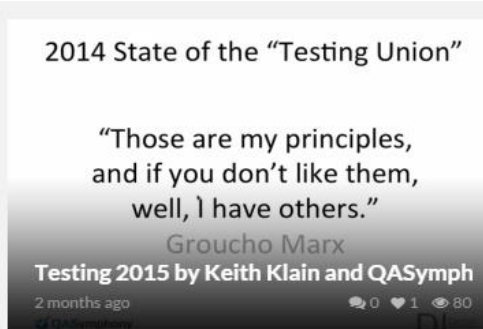 2014 State of the “Testing Union”
“Those are my principles,
and if you don’t like them,
well, I have others.”
Groucho Marx
Testing 2015 by Keith Klain and QASymph
2 months ago
0 1 80
QASymphony